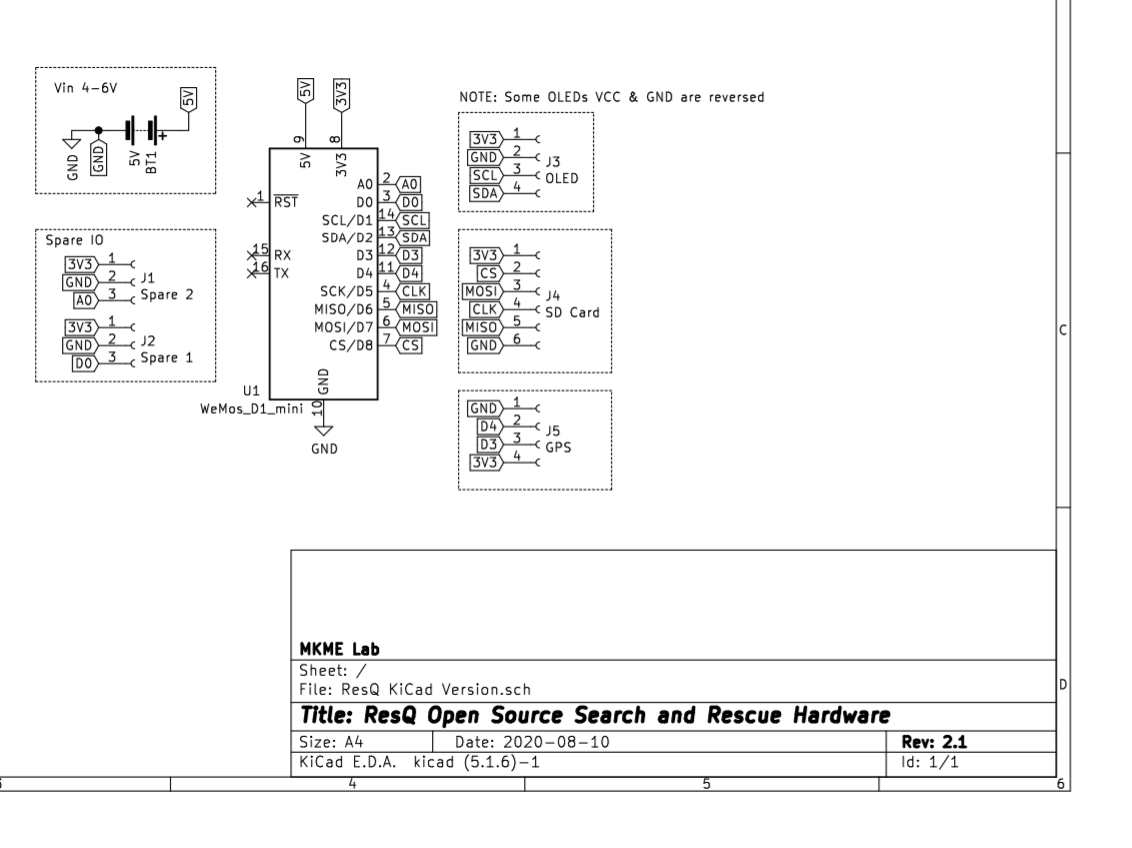 Vin 4-6V
5V
GND
GND
5V
BT1
+
Spare IO
3V3 1
GND 2 J1
A0 3 Spare 2
3V3 1
GND 2 J2
D0 3 Spare 1
5V
3V3
9
8
5V
3V3
1 RST
15 RX
16 TX
A0 2 A0
D0 3 D0
SCL/D1 14 SCL
SDA/D2 13 SDA
D3 12 D3
D4 11 D4
SCK/D5 4 CLK
MISO/D6 5 MISO
MOSI/D7 6 MOSI
CS/D8 7 CS
GND
U1
WeMos_D1_mini
10
GND
NOTE: Some OLEDs VCC & GND are reversed
3V3 1
GND 2 J3
SCL 3 OLED
SDA 4
3V3 1
CS 2
MOSI 3 J4
CLK 4 SD Card
MISO 5
GND 6
GND 1
D4 2 J5
D3 3 GPS
3V3 4
C
D
MKME Lab
Sheet: /
File: ResQ KiCad Version.sch
Title: ResQ Open Source Search and Rescue Hardware
Size: A4 Date: 2020-08-10 Rev: 2.1
KiCad E.D.A. kicad (5.1.6)-1 Id: 1/1
4 5 6